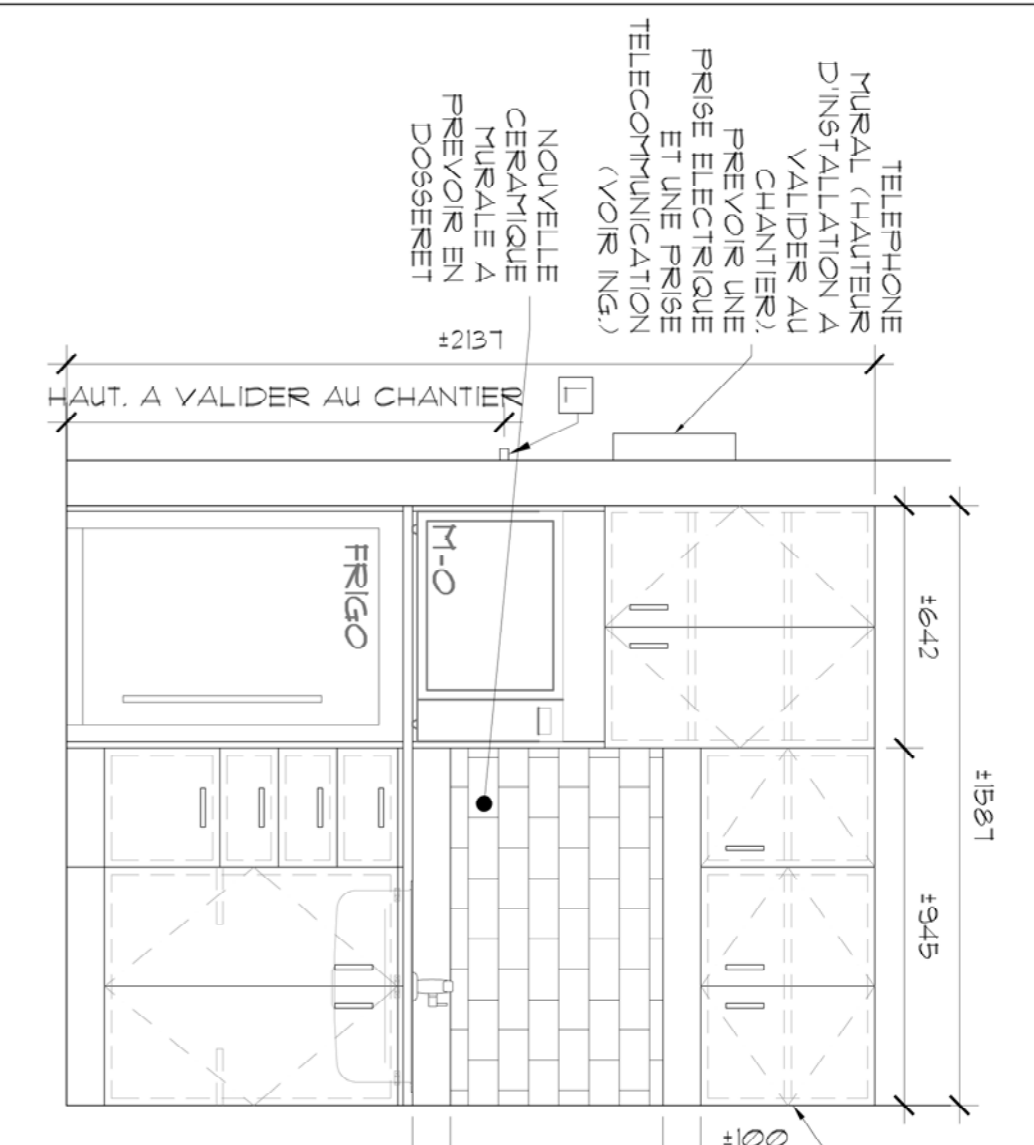 TELEPHONE
MURAL (HAUTEUR
D'INSTALLATION A
VALIDER AU
CHANTIER).
PREVOIR UNE
PRISE ELECTRIQUE
ET UNE PRISE
TELECOMMUNICATION
(VOIR ING.)
NOUVELLE
CERAMIQUE
MURALE A
PREVOIR EN
DOSSERET
±2137
HAUT. A VALIDER AU CHANTIER
L
M-O
FRIGO
±642
±1587
±945
±100